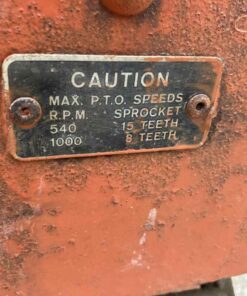 CAUTION
MAX. P.T.O. SPEEDS
R.P.M. SPROCKET
540 15 TEETH
1000 8 TEETH